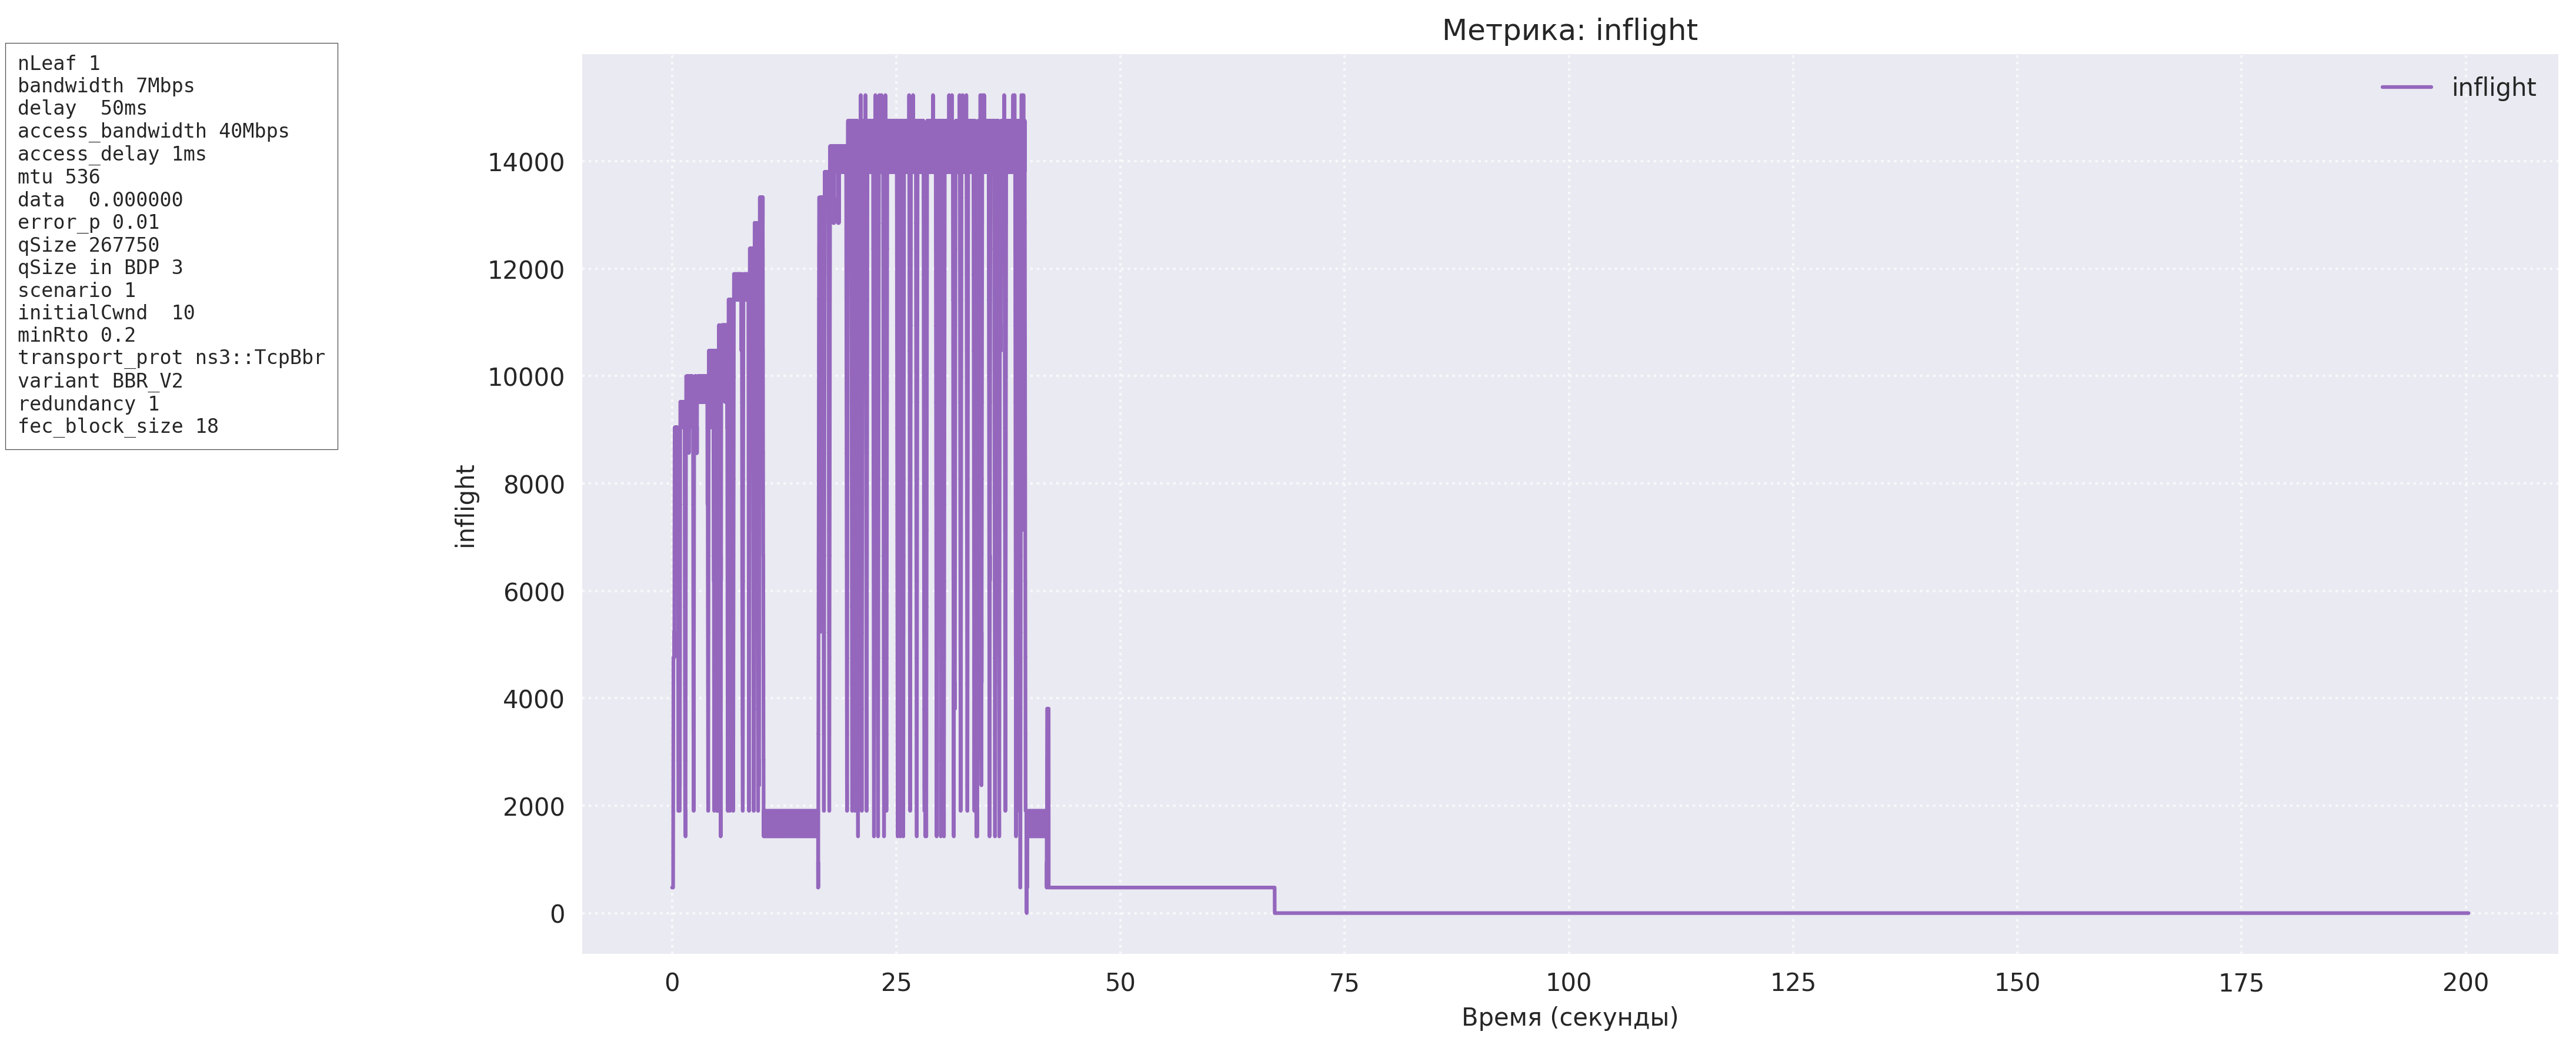 Метрика: inflight
nLeaf 1
bandwidth 7Mbps
delay  50ms
access_bandwidth 40Mbps
access_delay 1ms
mtu 536
data  0.000000
error_p 0.01
qSize 267750
qSize in BDP 3
scenario 1
initialCwnd  10
minRto 0.2
transport_prot ns3::TcpBbr
variant BBR_V2
redundancy 1
fec_block_size 18
inflight
inflight
14000
12000
10000
8000
6000
4000
2000
0
0 25 50 75 100 125 150 175 200
Время (секунды)